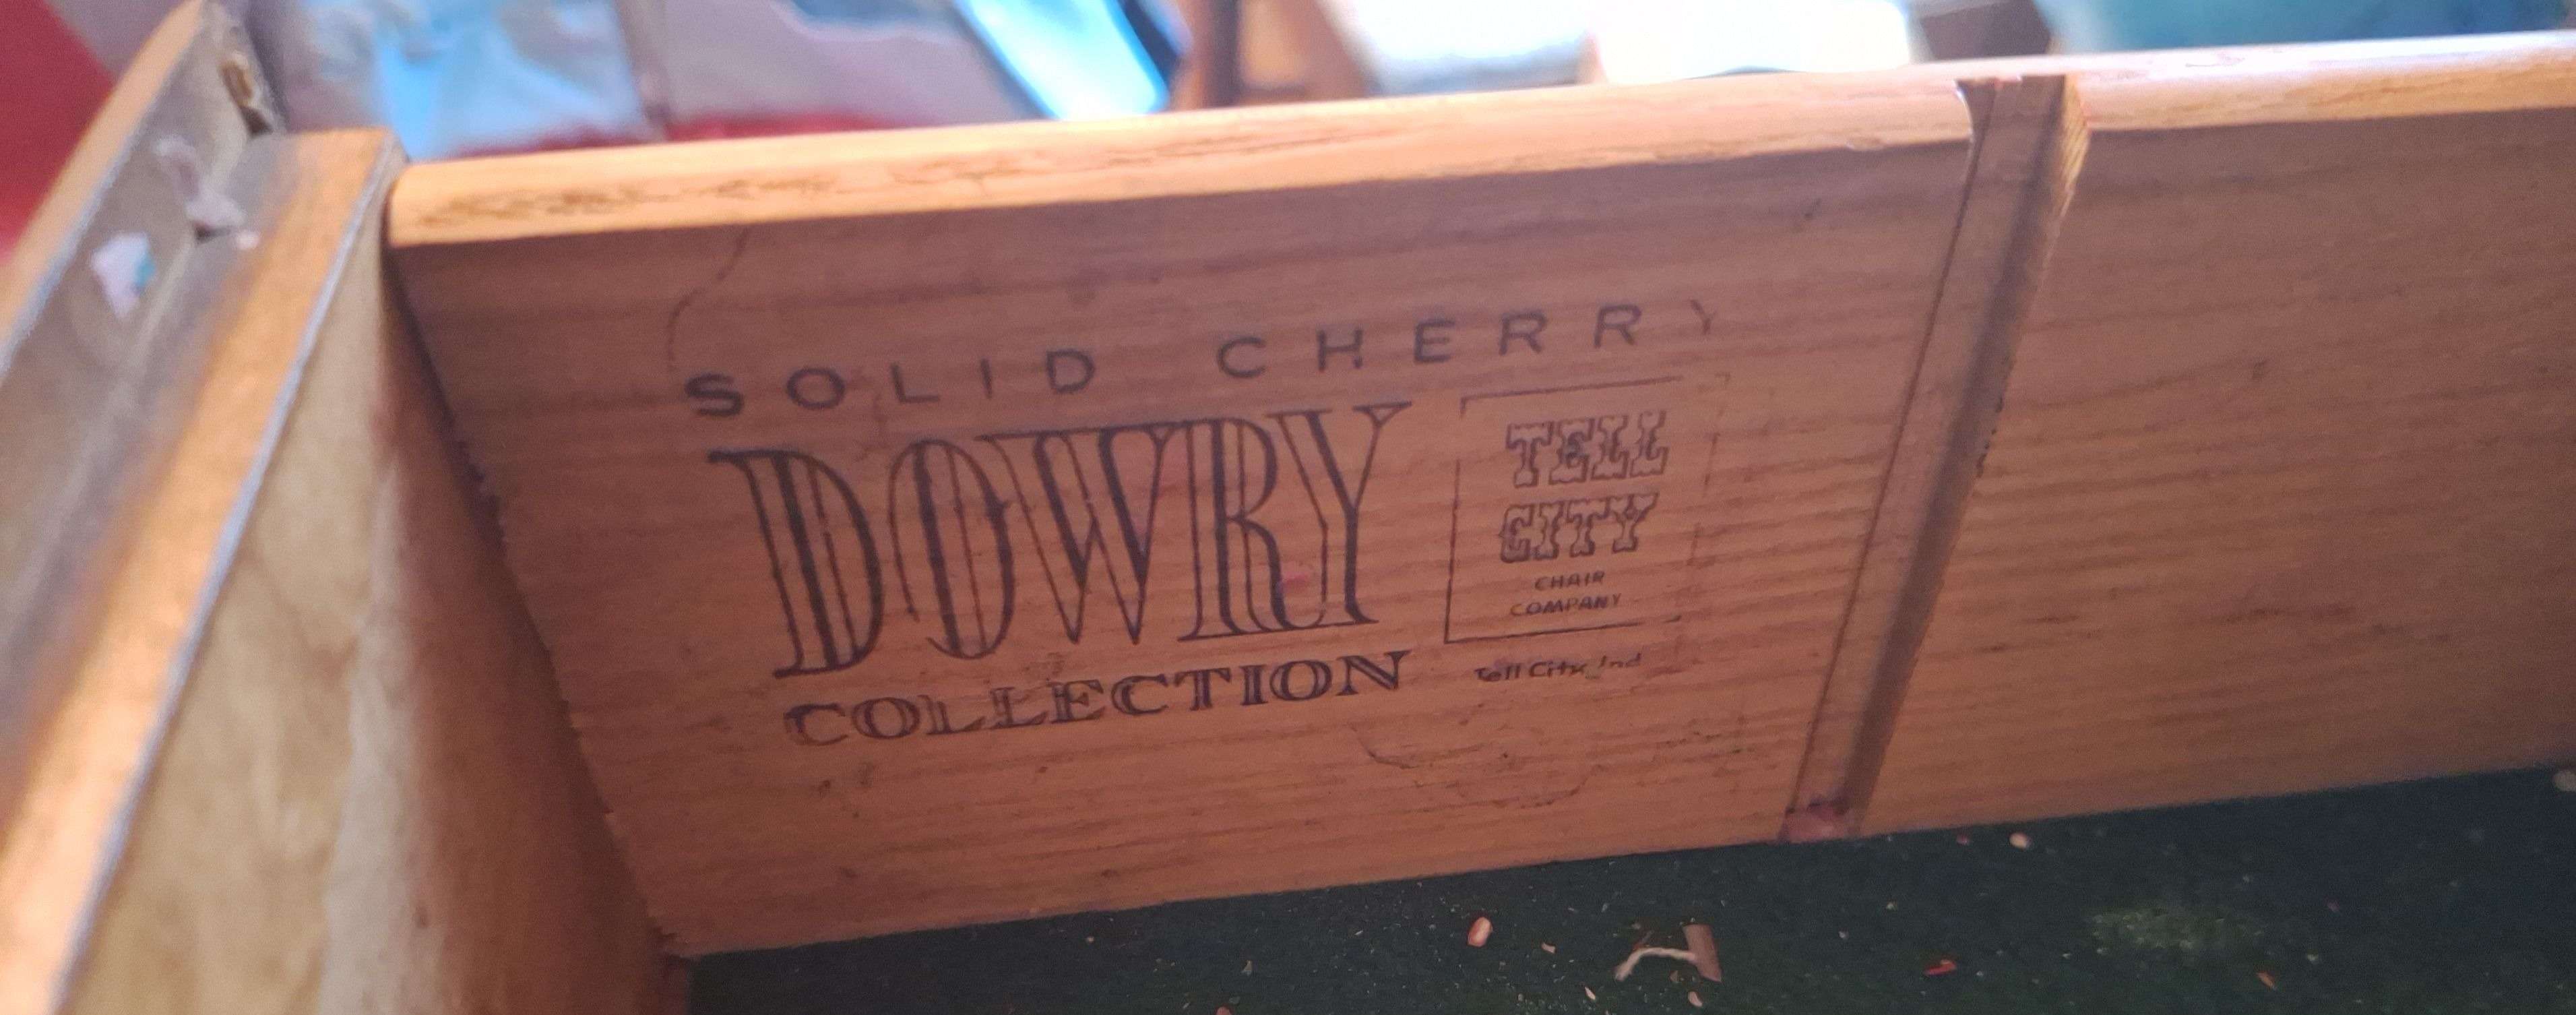 SOLID CHERRY
DOWRY
COLLECTION
TELL
CITY
CHAIR
COMPANY
Tell City, Ind